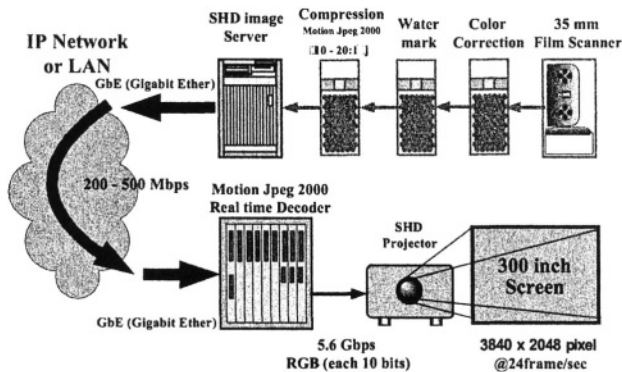 SHD image
Server
Compression
Motion Jpeg 2000
10 - 20:1
Water
mark
Color
Correction
35 mm
Film Scanner
IP Network
or LAN
GbE (Gigabit Ether)
200 - 500 Mbps
Motion Jpeg 2000
Real time Decoder
SHD
Projector
300 inch
Screen
GbE (Gigabit Ether)
5.6 Gbps
RGB (each 10 bits)
3840 x 2048 pixel
@24frame/sec